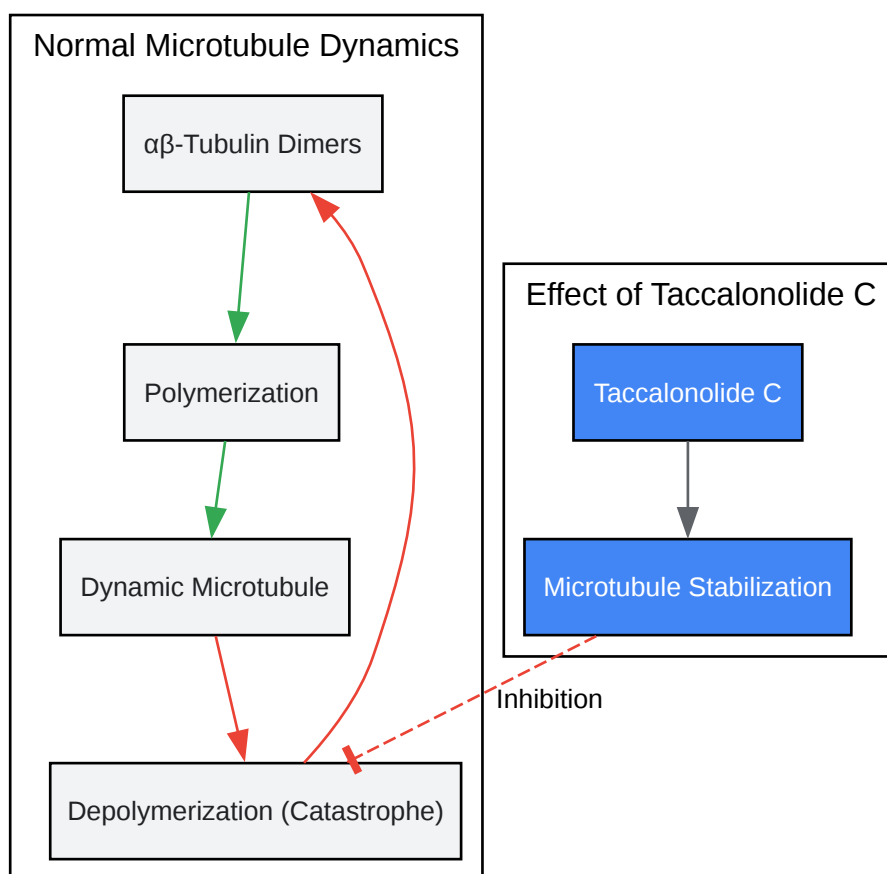 Normal Microtubule Dynamics
αβ-Tubulin Dimers
Polymerization
Dynamic Microtubule
Depolymerization (Catastrophe)
Effect of Taccalonolide C
Taccalonolide C
Microtubule Stabilization
Inhibition